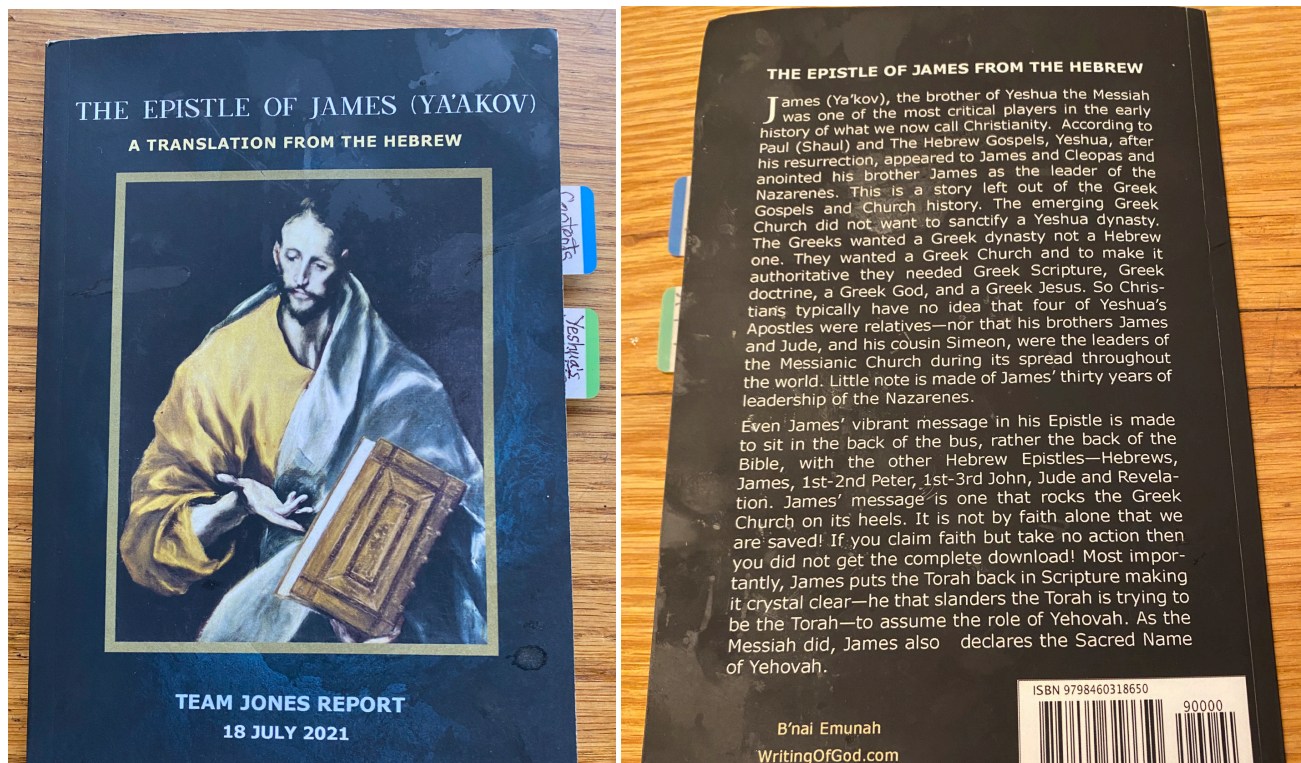 THE EPISTLE OF JAMES (YA'AKOV)
A TRANSLATION FROM THE HEBREW
Contents
Yeshua's
TEAM JONES REPORT
18 JULY 2021
THE EPISTLE OF JAMES FROM THE HEBREW
James (Ya'kov), the brother of Yeshua the Messiah
was one of the most critical players in the early
history of what we now call Christianity. According to
Paul (Shaul) and The Hebrew Gospels, Yeshua, after
his resurrection, appeared to James and Cleopas and
anointed his brother James as the leader of the
Nazarenes. This is a story left out of the Greek
Gospels and Church history. The emerging Greek
Church did not want to sanctify a Yeshua dynasty.
The Greeks wanted a Greek dynasty not a Hebrew
one. They wanted a Greek Church and to make it
authoritative they needed Greek Scripture, Greek
doctrine, a Greek God, and a Greek Jesus. So Chris-
tians typically have no idea that four of Yeshua's
Apostles were relatives—nor that his brothers James
and Jude, and his cousin Simeon, were the leaders of
the Messianic Church during its spread throughout
the world. Little note is made of James' thirty years of
leadership of the Nazarenes.
Even James' vibrant message in his Epistle is made
to sit in the back of the bus, rather the back of the
Bible, with the other Hebrew Epistles—Hebrews,
James, 1st-2nd Peter, 1st-3rd John, Jude and Revela-
tion. James' message is one that rocks the Greek
Church on its heels. It is not by faith alone that we
are saved! If you claim faith but take no action then
you did not get the complete download! Most impor-
tantly, James puts the Torah back in Scripture making
it crystal clear—he that slanders the Torah is trying to
be the Torah—to assume the role of Yehovah. As the
Messiah did, James also declares the Sacred Name
of Yehovah.
ISBN 9798460318650
90000
B'nai Emunah
WritingOfGod.com